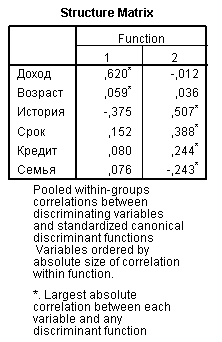 Structure Matrix
Function
1 2
Доход ,620* -,012
Возраст ,059* ,036
История -,375 ,507*
Срок ,152 ,388*
Кредит ,080 ,244*
Семья ,076 -,243*
Pooled within-groups
correlations between
discriminating variables
and standardized canonical
discriminant functions
Variables ordered by
absolute size of correlation
within function.
*. Largest absolute
correlation between each
variable and any
discriminant function